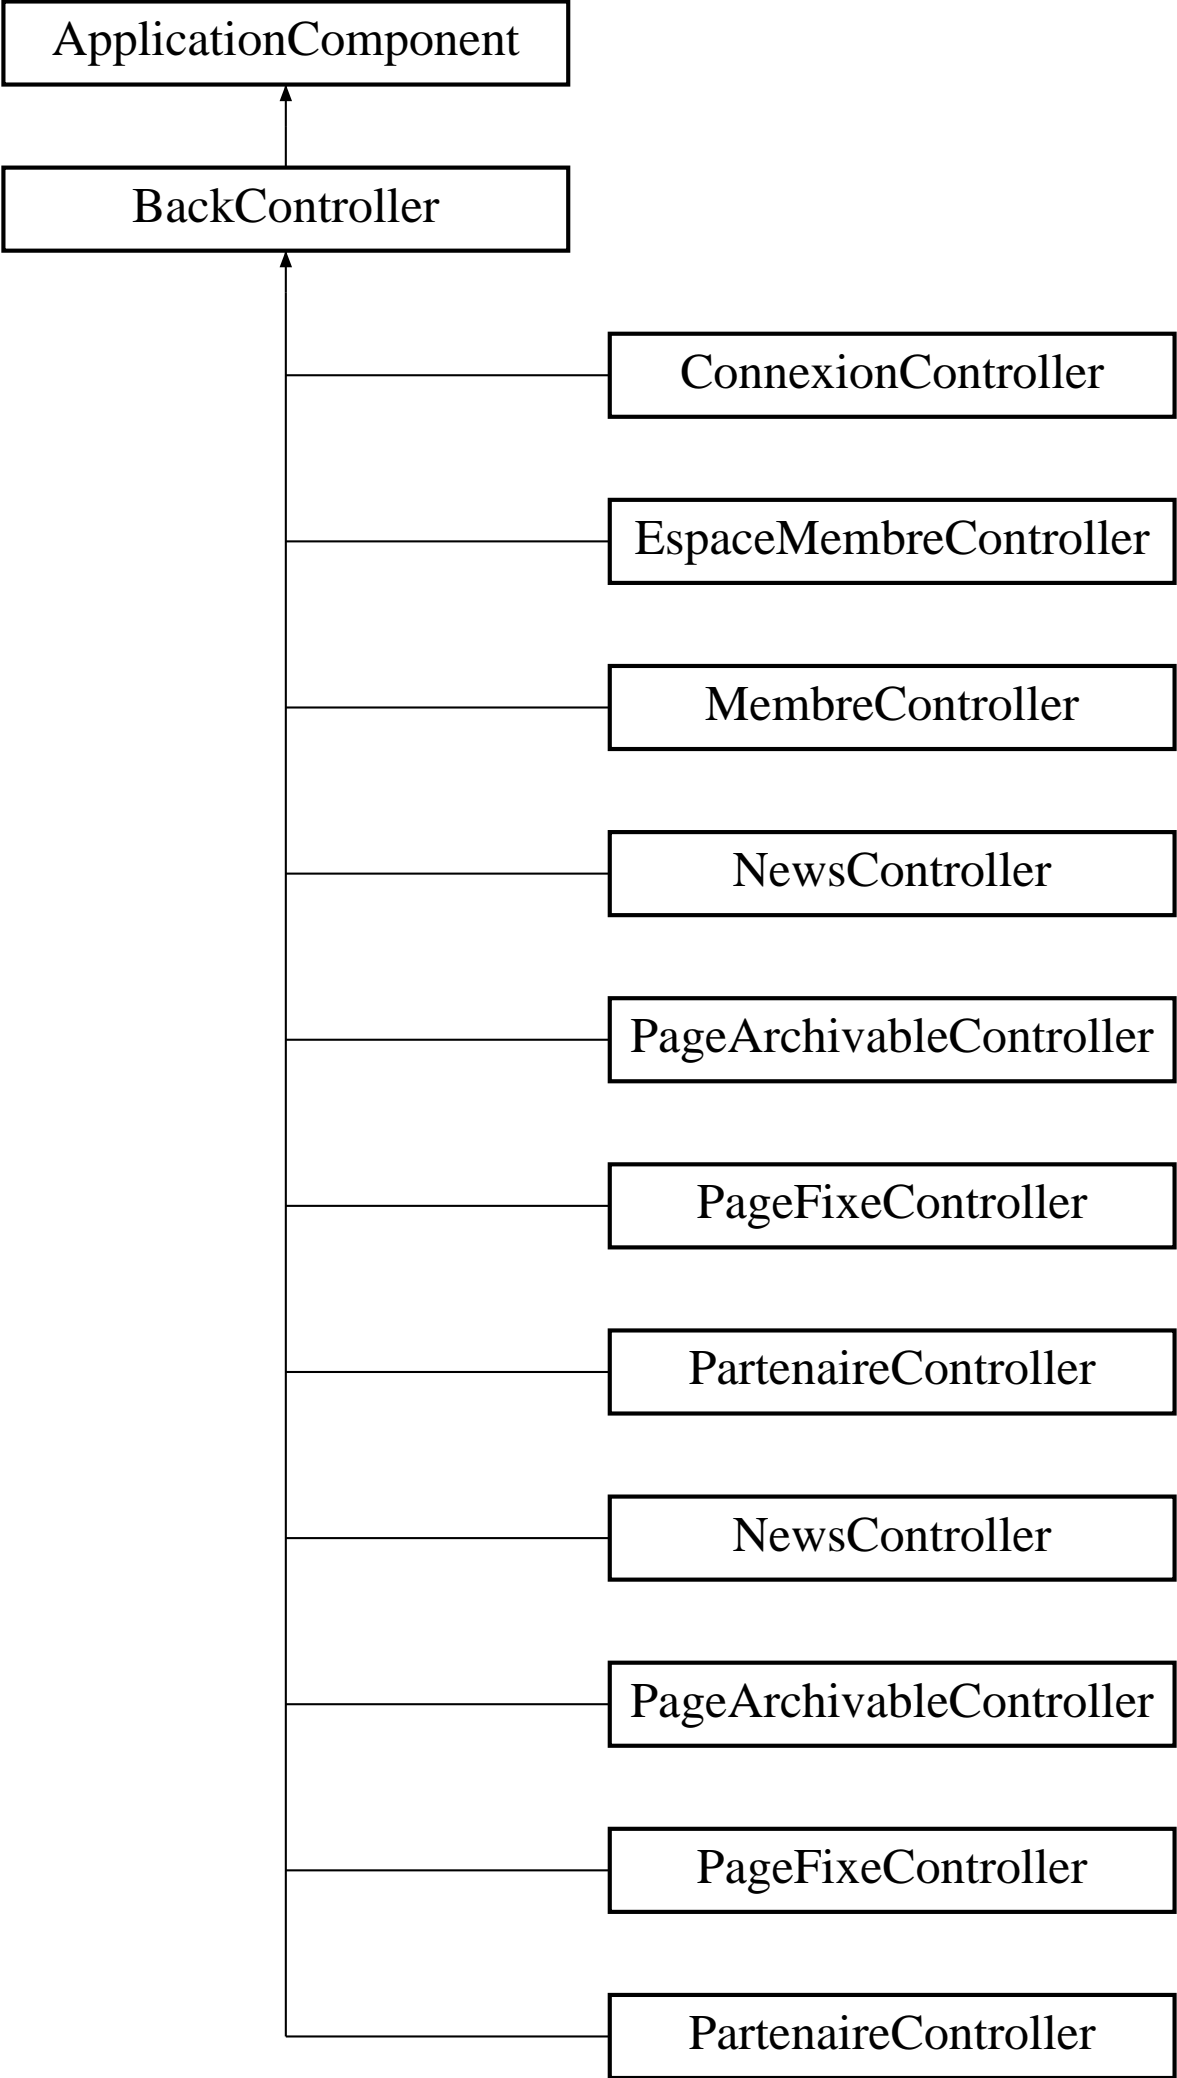 ApplicationComponent
BackController
ConnexionController
EspaceMembreController
MembreController
NewsController
PageArchivableController
PageFixeController
PartenaireController
NewsController
PageArchivableController
PageFixeController
PartenaireController